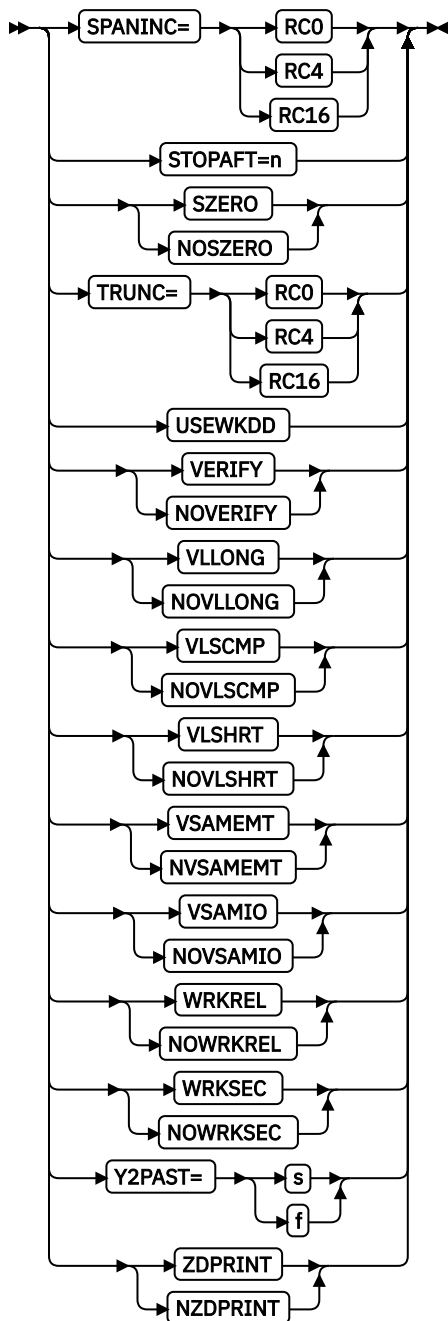 SPANINC= RC0
RC4
RC16
STOPAFT=n
SZERO
NOSZERO
TRUNC= RC0
RC4
RC16
USEWKDD
VERIFY
NOVERIFY
VLLONG
NOVLLONG
VLSCMP
NOVLSCMP
VLSHRT
NOVLSHRT
VSAMEMT
NVSAMEMT
VSAMIO
NOVSAMIO
WRKREL
NOWRKREL
WRKSEC
NOWRKSEC
Y2PAST= s
f
ZDPRINT
NZDPRINT